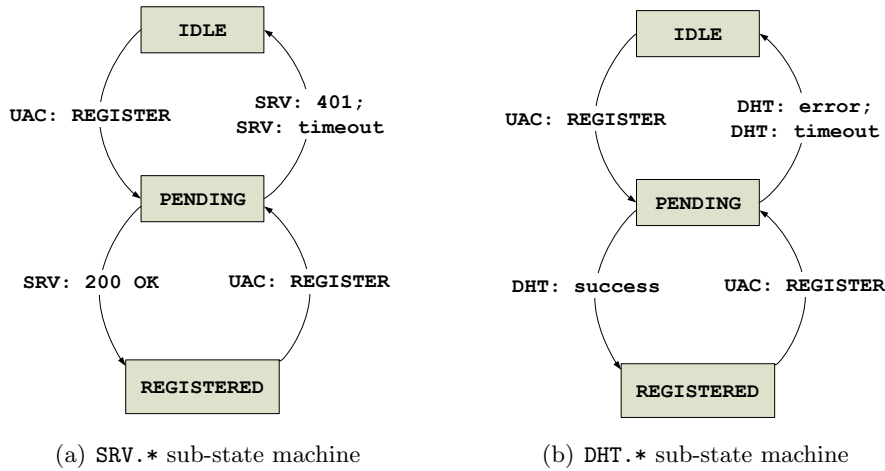 IDLE
UAC: REGISTER
SRV: 401;
SRV: timeout
PENDING
SRV: 200 OK
UAC: REGISTER
REGISTERED
(a) SRV.* sub-state machine
IDLE
UAC: REGISTER
DHT: error;
DHT: timeout
PENDING
DHT: success
UAC: REGISTER
REGISTERED
(b) DHT.* sub-state machine